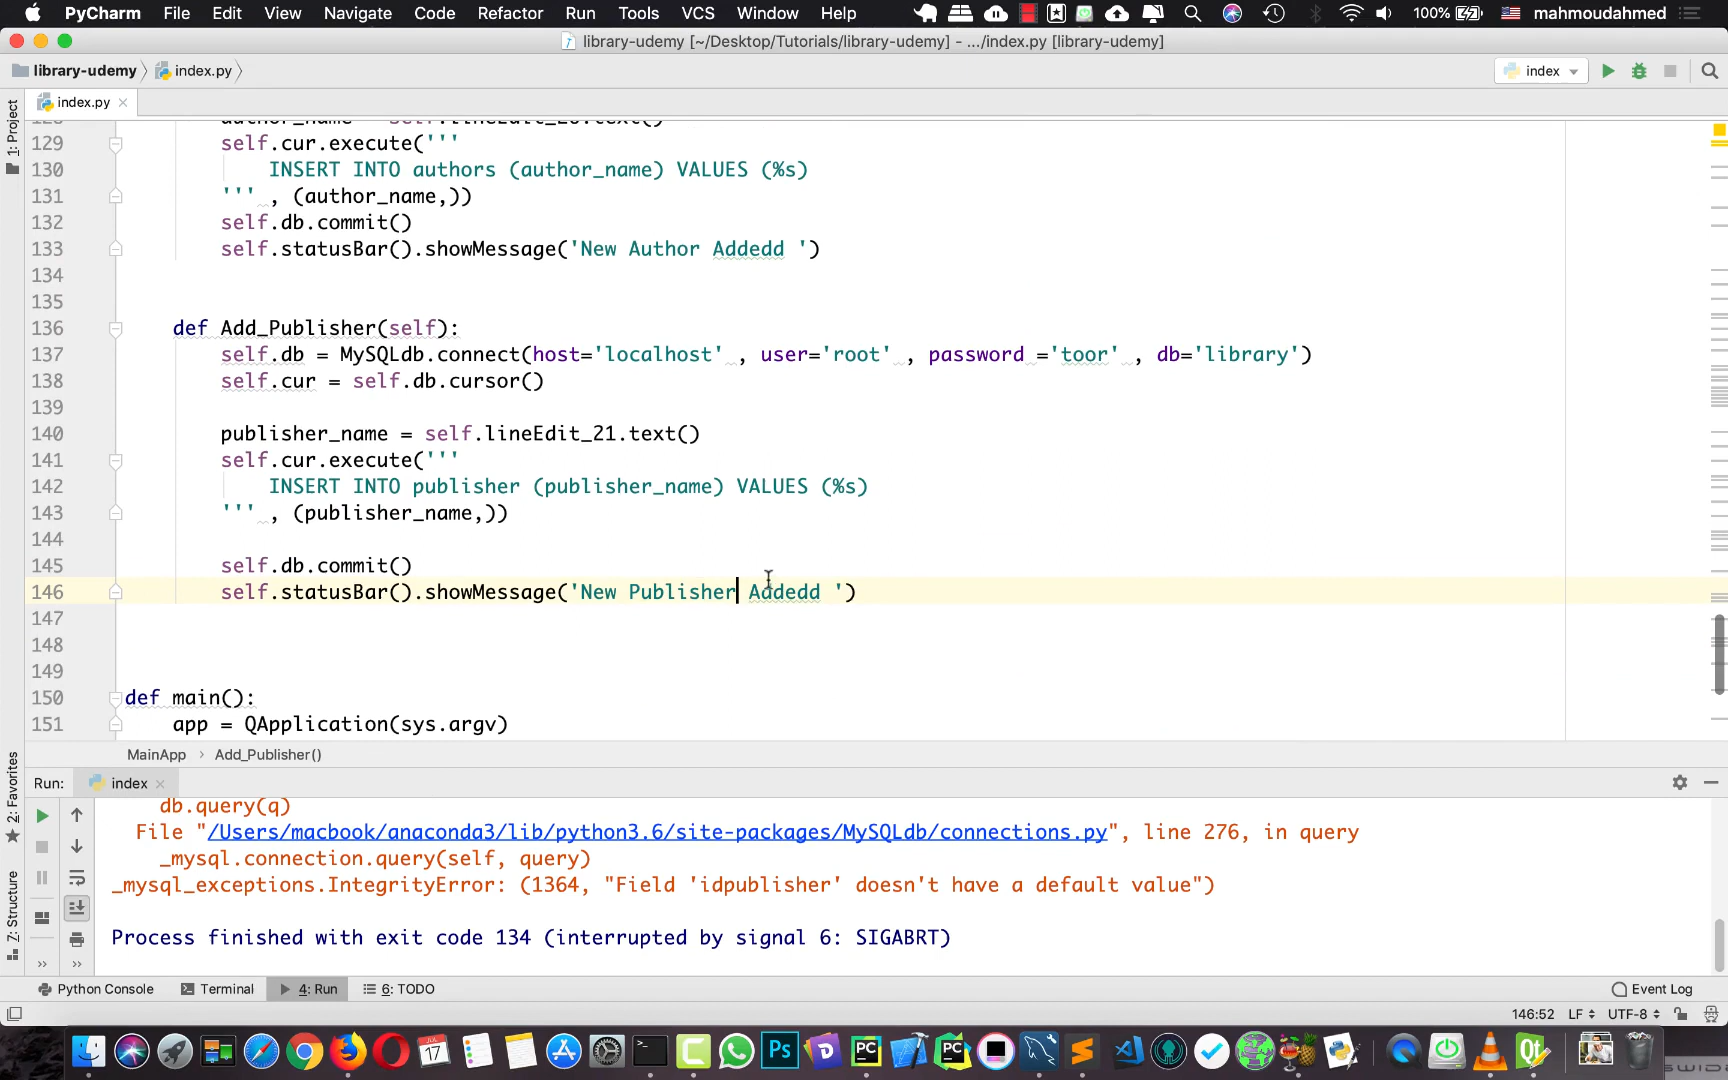 PyCharm File Edit View Navigate Code Refactor Run Tools VCS Window Help 100% mahmoudahmed
library-udemy [~/Desktop/Tutorials/library-udemy] - .../index.py [library-udemy]
library-udemy index.py index
index.py
1: Project
129 self.cur.execute('''
130 INSERT INTO authors (author_name) VALUES (%s)
131 ''' , (author_name,))
132 self.db.commit()
133 self.statusBar().showMessage('New Author Addedd ')
134
135
136 def Add_Publisher(self):
137 self.db = MySQLdb.connect(host='localhost' , user='root' , password ='toor' , db='library')
138 self.cur = self.db.cursor()
139
140 publisher_name = self.lineEdit_21.text()
141 self.cur.execute('''
142 INSERT INTO publisher (publisher_name) VALUES (%s)
143 ''' , (publisher_name,))
144
145 self.db.commit()
146 self.statusBar().showMessage('New Publisher Addedd ')
147
148
149
150 def main():
151 app = QApplication(sys.argv)
MainApp › Add_Publisher()
2: Favorites
7: Structure
Run: index
db.query(q)
File "/Users/macbook/anaconda3/lib/python3.6/site-packages/MySQLdb/connections.py", line 276, in query
_mysql.connection.query(self, query)
_mysql_exceptions.IntegrityError: (1364, "Field 'idpublisher' doesn't have a default value")
Process finished with exit code 134 (interrupted by signal 6: SIGABRT)
Python Console Terminal 4: Run 6: TODO Event Log
146:52 LF UTF-8
17
Ps
PC
PC
Qt